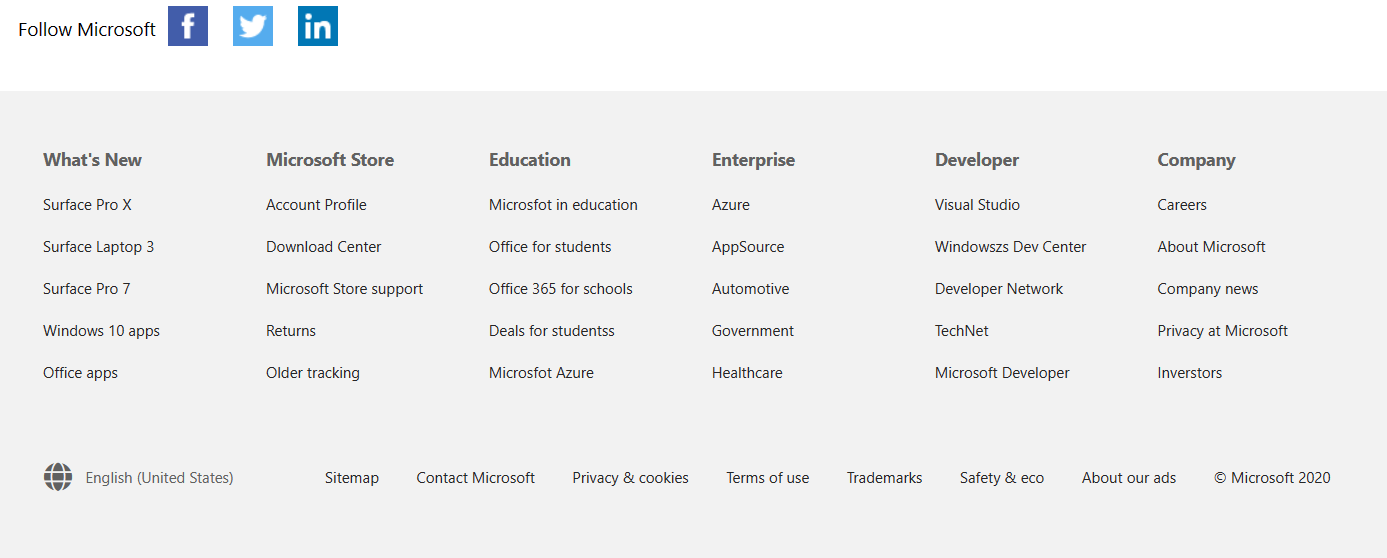 Follow Microsoft
What's New
Surface Pro X
Surface Laptop 3
Surface Pro 7
Windows 10 apps
Office apps
Microsoft Store
Account Profile
Download Center
Microsoft Store support
Returns
Older tracking
Education
Microsfot in education
Office for students
Office 365 for schools
Deals for studentss
Microsfot Azure
Enterprise
Azure
AppSource
Automotive
Government
Healthcare
Developer
Visual Studio
Windowszs Dev Center
Developer Network
TechNet
Microsoft Developer
Company
Careers
About Microsoft
Company news
Privacy at Microsoft
Inverstors
English (United States) Sitemap Contact Microsoft Privacy & cookies Terms of use Trademarks Safety & eco About our ads © Microsoft 2020